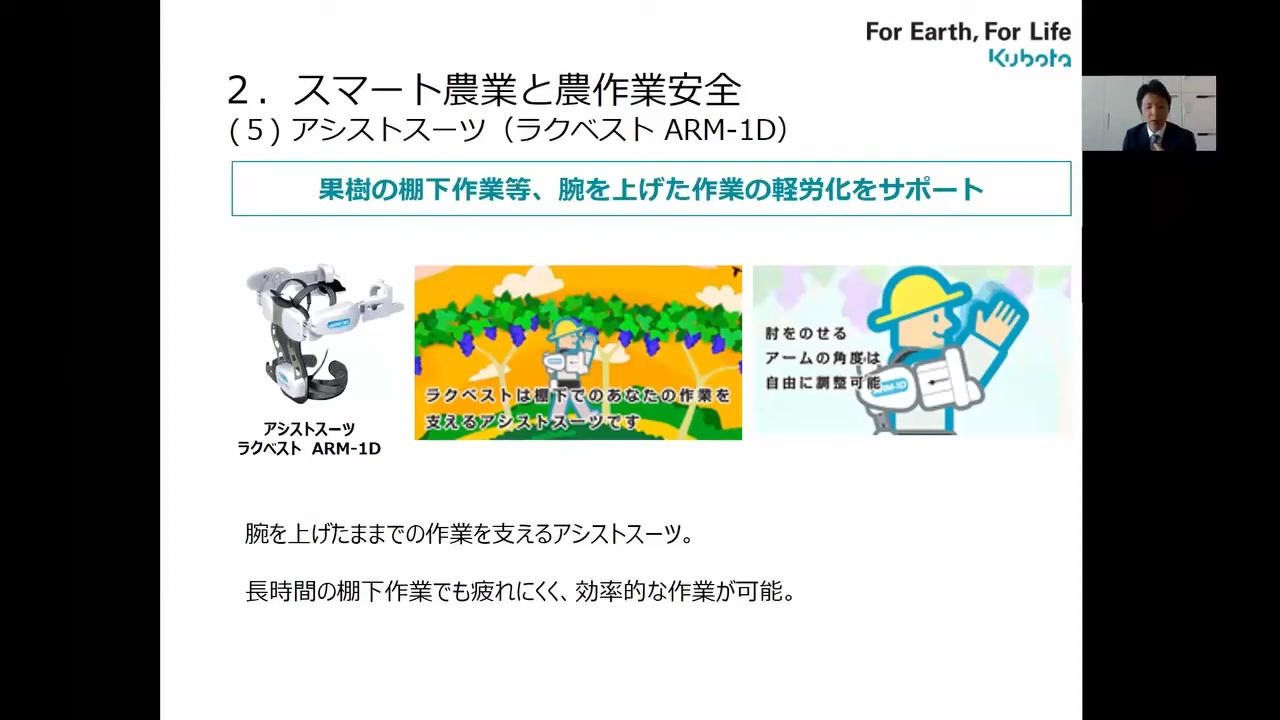 For Earth, For Life
Kubota
２．スマート農業と農作業安全
（５）アシストスーツ（ラクベスト ARM-1D）
果樹の棚下作業等、腕を上げた作業の軽労化をサポート
ARM-1D
アシストスーツ
ラクベスト ARM-1D
ラクベストは棚下でのあなたの作業を
支えるアシストスーツです
肘をのせる
アームの角度は
自由に調整可能
ARM-1D
腕を上げたままでの作業を支えるアシストスーツ。
長時間の棚下作業でも疲れにくく、効率的な作業が可能。